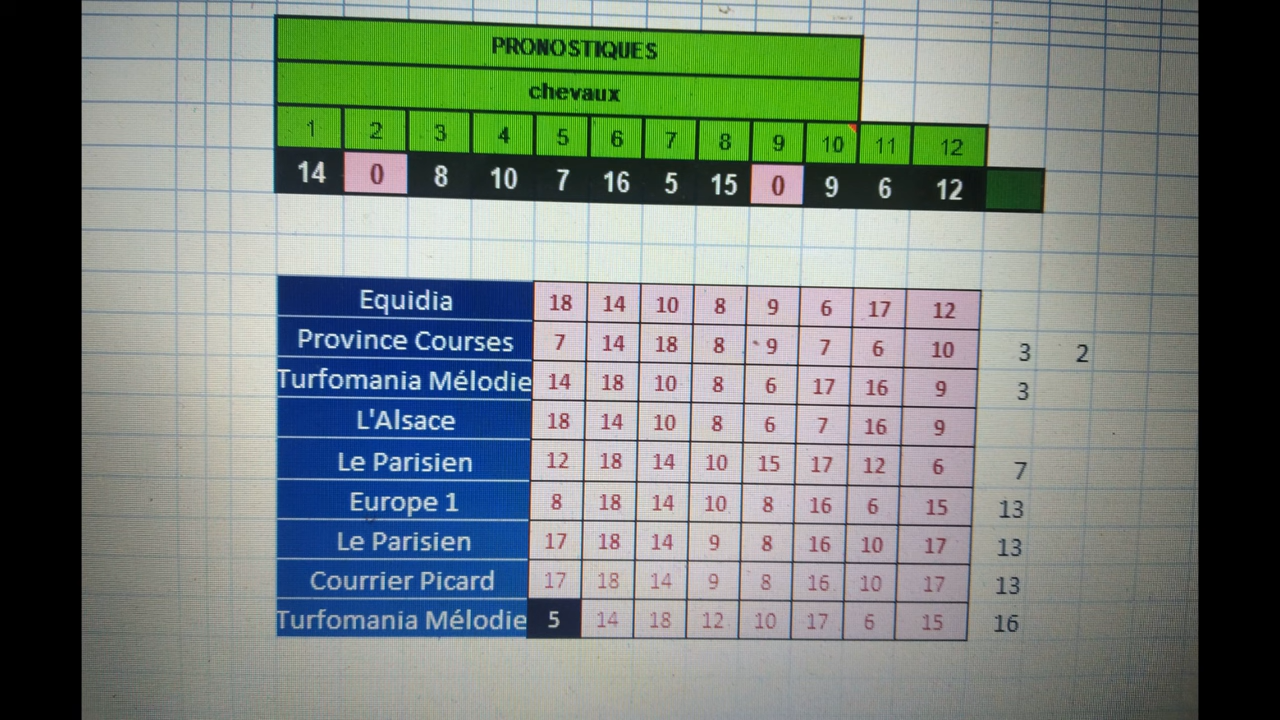 PRONOSTIQUES
chevaux
1 2 3 4 5 6 7 8 9 10 11 12
14 0 8 10 7 16 5 15 0 9 6 12
Equidia 18 14 10 8 9 6 17 12
Province Courses 7 14 18 8 9 7 6 10 3 2
Turfomania Mélodie 14 18 10 8 6 17 16 9 3
L'Alsace 18 14 10 8 6 7 16 9
Le Parisien 12 18 14 10 15 17 12 6 7
Europe 1 8 18 14 10 8 16 6 15 13
Le Parisien 17 18 14 9 8 16 10 17 13
Courrier Picard 17 18 14 9 8 16 10 17 13
Turfomania Mélodie 5 14 18 12 10 17 6 15 16